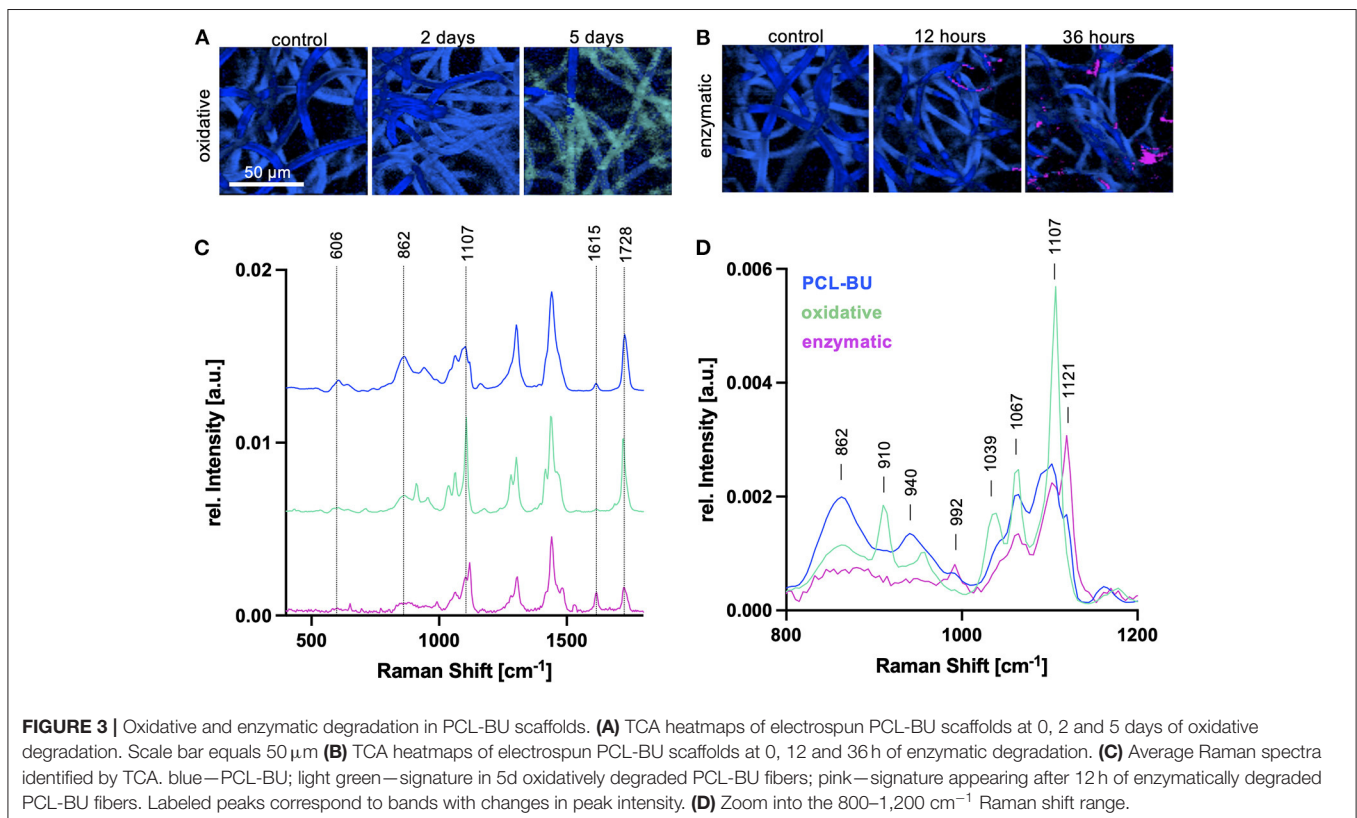 A
control
2 days
5 days
oxidative
50 µm
B
control
12 hours
36 hours
enzymatic
C
606
862
1107
1615
1728
0.02
0.01
0.00
rel. Intensity [a.u.]
500
1000
1500
Raman Shift [cm-1]
D
1107
0.006
PCL-BU
oxidative
enzymatic
0.004
0.002
0.000
rel. Intensity [a.u.]
862
910
940
992
1039
1067
1121
800
1000
1200
Raman Shift [cm-1]
FIGURE 3 | Oxidative and enzymatic degradation in PCL-BU scaffolds. (A) TCA heatmaps of electrospun PCL-BU scaffolds at 0, 2 and 5 days of oxidative
degradation. Scale bar equals 50 µm (B) TCA heatmaps of electrospun PCL-BU scaffolds at 0, 12 and 36 h of enzymatic degradation. (C) Average Raman spectra
identified by TCA. blue—PCL-BU; light green—signature in 5d oxidatively degraded PCL-BU fibers; pink—signature appearing after 12 h of enzymatically degraded
PCL-BU fibers. Labeled peaks correspond to bands with changes in peak intensity. (D) Zoom into the 800–1,200 cm−1 Raman shift range.